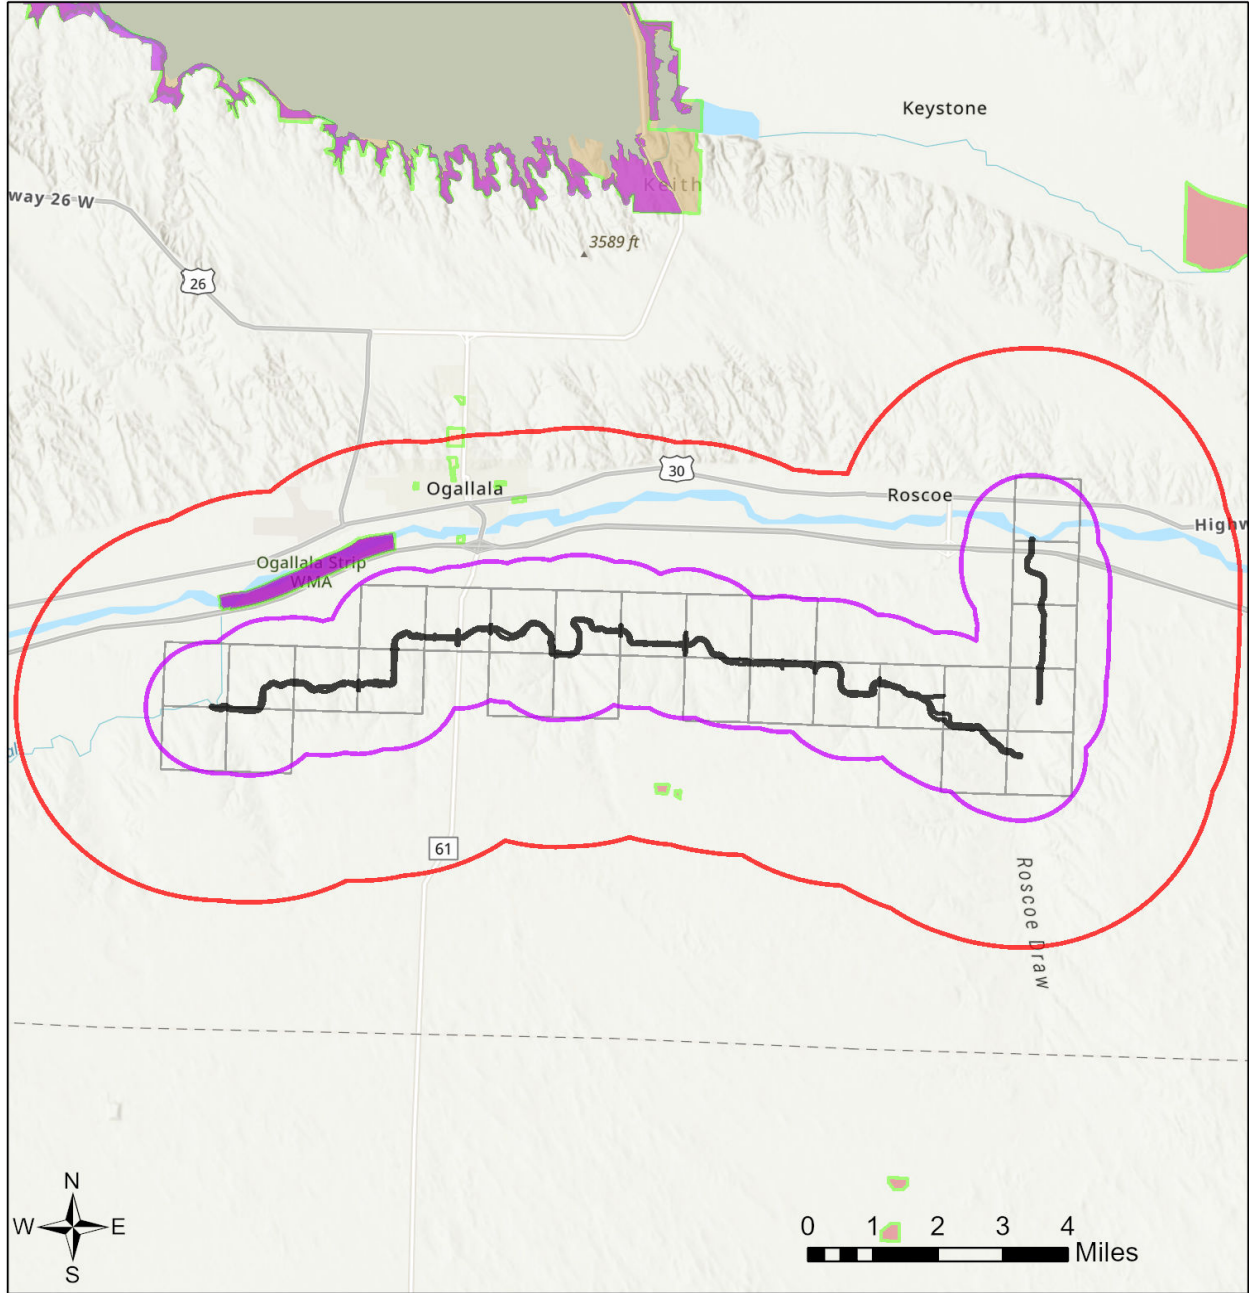 Keystone
Keith
way 26 W
3589 ft
26
30
Ogallala
Roscoe
Highw
Ogallala Strip
WMA
61
Roscoe Draw
N
W E
S
0 1 2 3 4
Miles